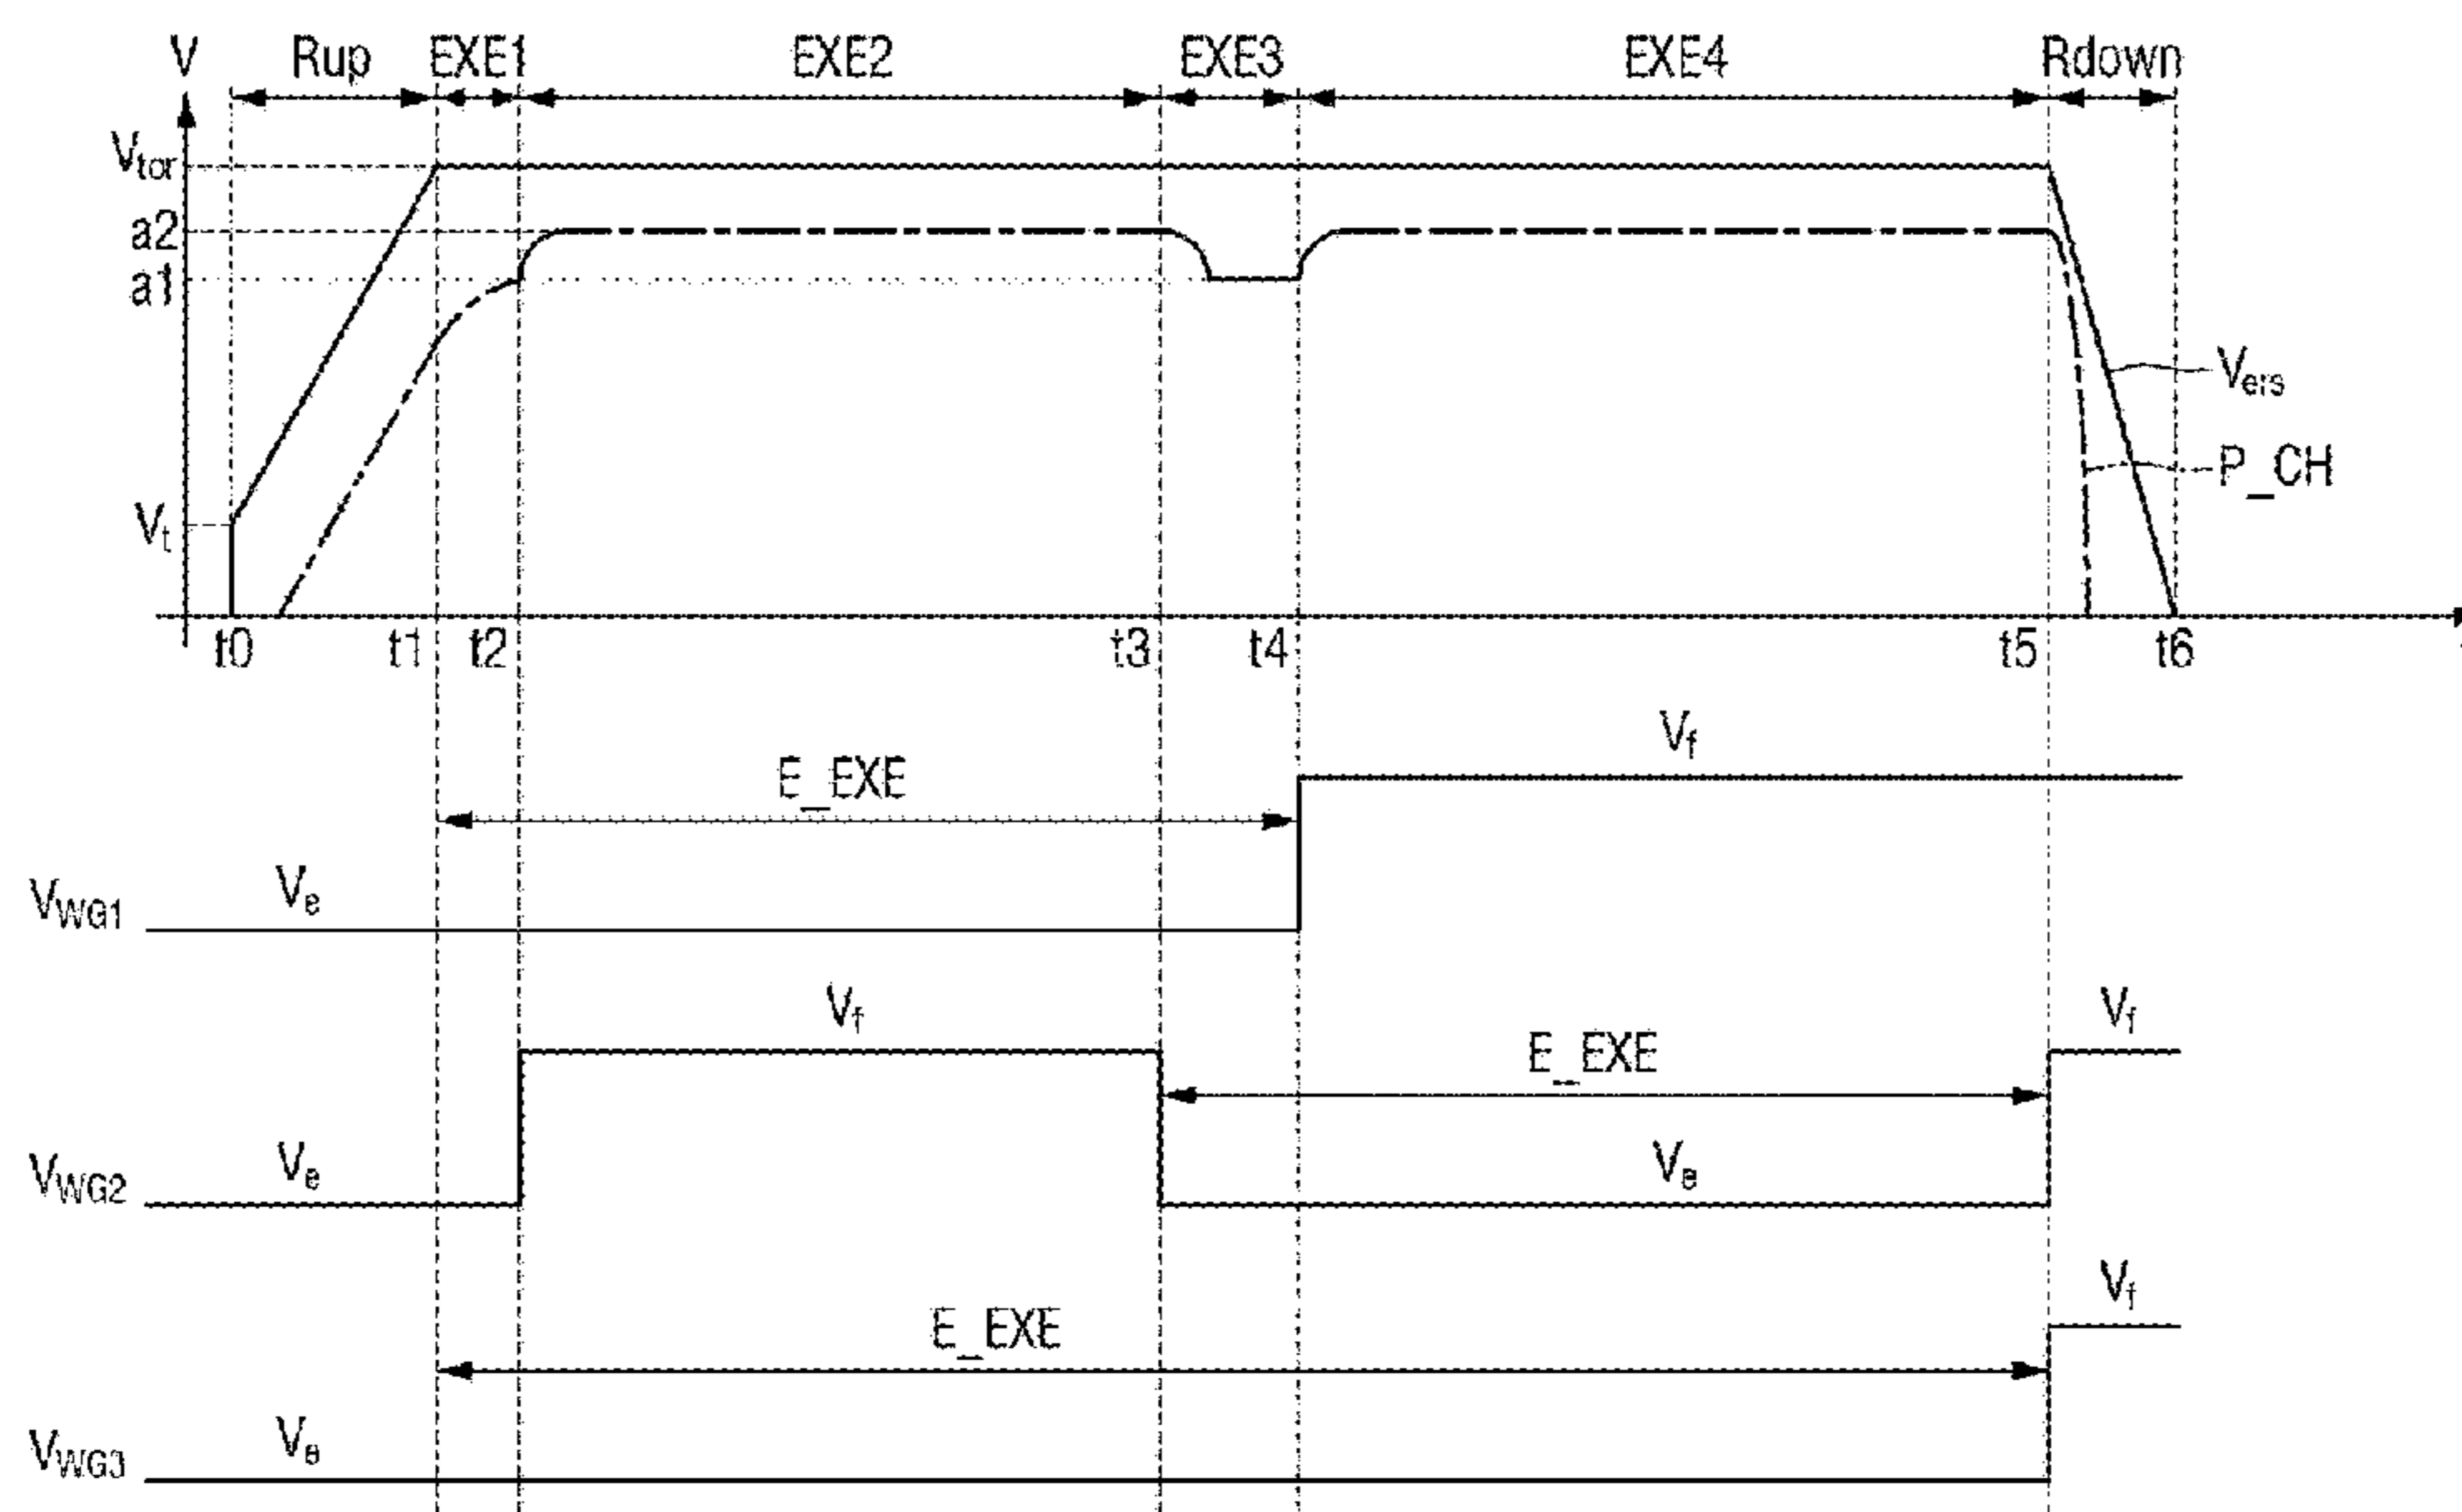 V Rup EXE1 EXE2 EXE3 EXE4 Rdown
Vtor
a2
a1
Vers
P_CH
Vt
t0 t1 t2 t3 t4 t5 t6
Vf
E_EXE
VWG1 Ve
Vf Vf
E_EXE
VWG2 Ve Ve
Vf
E_EXE
VWG3 Ve